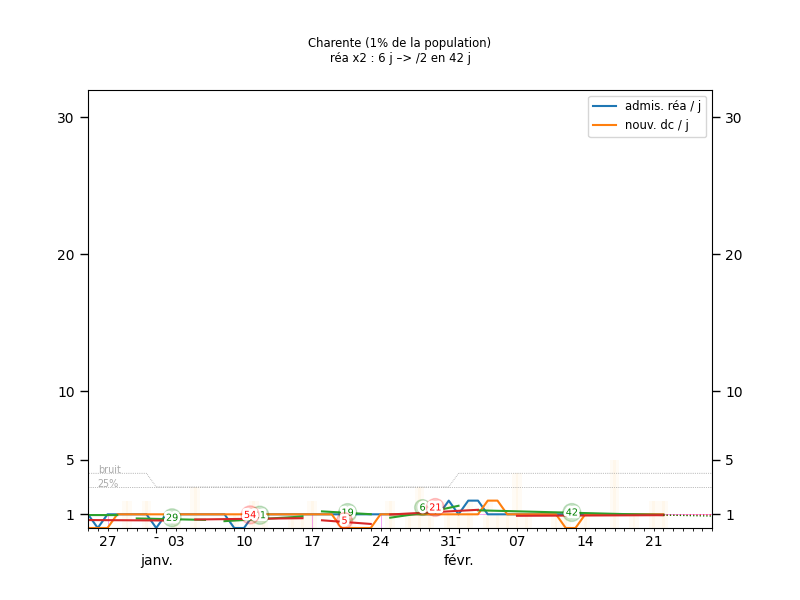 Charente (1% de la population)
réa x2 : 6 j –> /2 en 42 j
admis. réa / j
nouv. dc / j
30 30
20 20
10 10
5 5
bruit
25%
1 1
29 54 1 19 5 6 21 42
27 - 03 10 17 24 31 - 07 14 21
janv. févr.